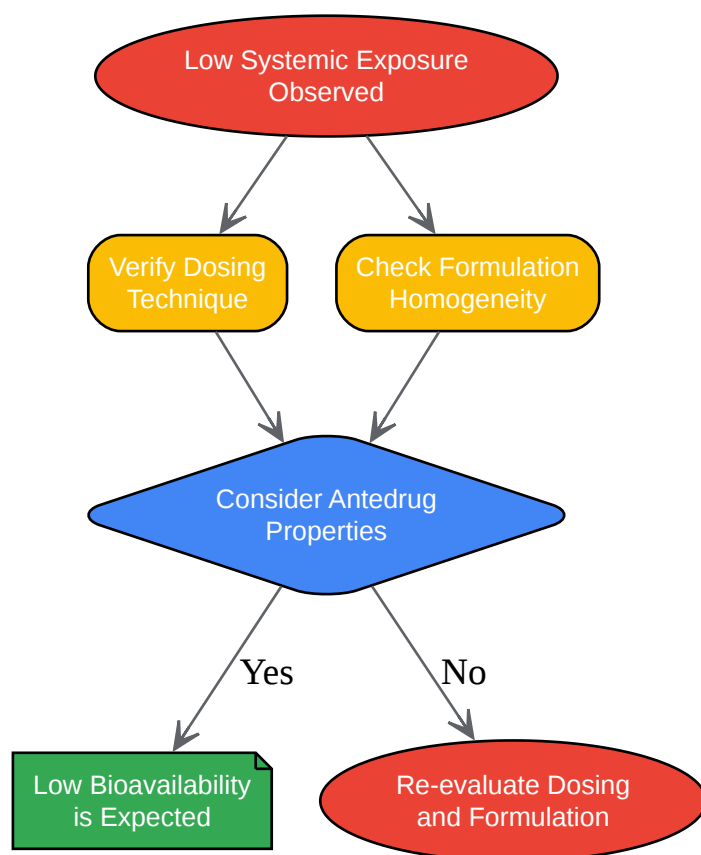 Low Systemic Exposure
Observed
Verify Dosing
Technique
Check Formulation
Homogeneity
Consider Antedrug
Properties
Yes
No
Low Bioavailability
is Expected
Re-evaluate Dosing
and Formulation